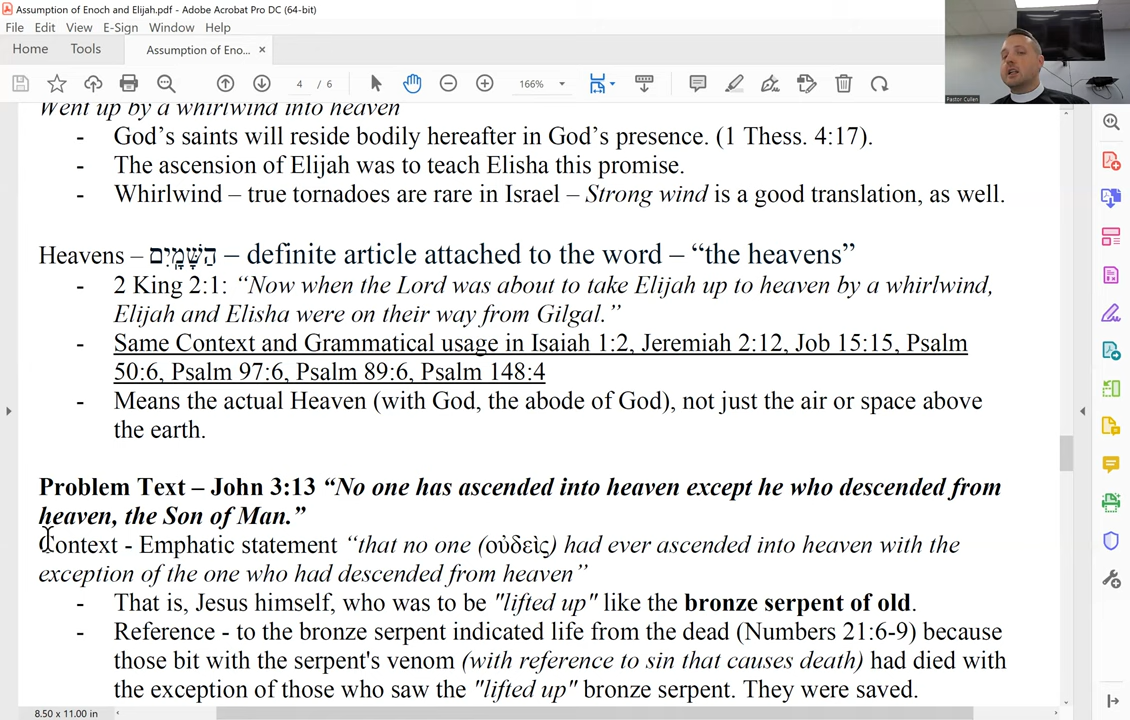 Assumption of Enoch and Elijah.pdf - Adobe Acrobat Pro DC (64-bit)
File Edit View E-Sign Window Help
Home Tools Assumption of Eno... ×
4 / 6 166%
Went up by a whirlwind into heaven
- God’s saints will reside bodily hereafter in God’s presence. (1 Thess. 4:17).
- The ascension of Elijah was to teach Elisha this promise.
- Whirlwind – true tornadoes are rare in Israel – Strong wind is a good translation, as well.
Heavens – הַשָּׁמָֽיִם – definite article attached to the word – “the heavens”
- 2 King 2:1: “Now when the Lord was about to take Elijah up to heaven by a whirlwind,
Elijah and Elisha were on their way from Gilgal.”
- Same Context and Grammatical usage in Isaiah 1:2, Jeremiah 2:12, Job 15:15, Psalm
50:6, Psalm 97:6, Psalm 89:6, Psalm 148:4
- Means the actual Heaven (with God, the abode of God), not just the air or space above
the earth.
Problem Text – John 3:13 “No one has ascended into heaven except he who descended from
heaven, the Son of Man.”
Context - Emphatic statement “that no one (οὐδεὶς) had ever ascended into heaven with the
exception of the one who had descended from heaven”
- That is, Jesus himself, who was to be "lifted up" like the bronze serpent of old.
- Reference - to the bronze serpent indicated life from the dead (Numbers 21:6-9) because
those bit with the serpent's venom (with reference to sin that causes death) had died with
the exception of those who saw the "lifted up" bronze serpent. They were saved.
8.50 x 11.00 in
Pastor Cullen